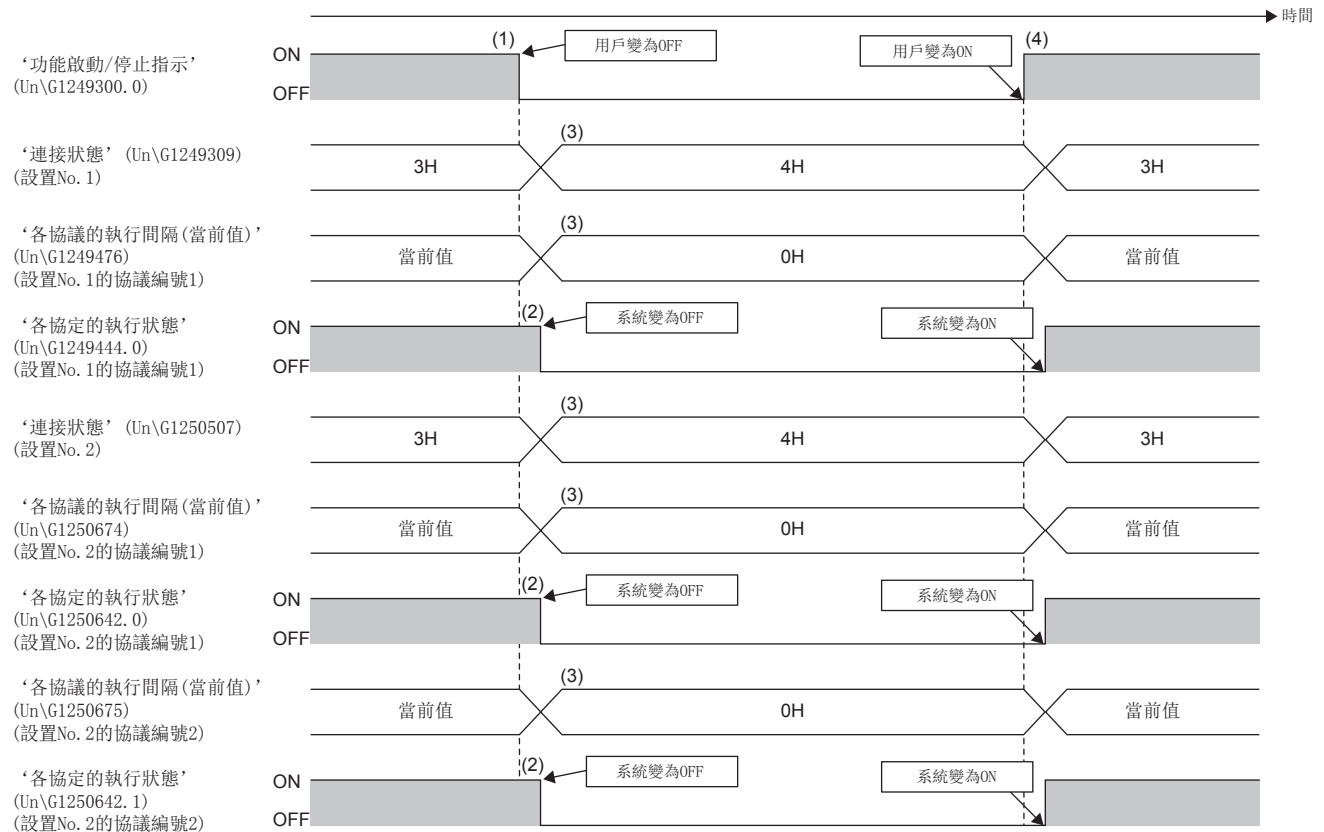 時間
‘功能啟動/停止指示’
(Un\G1249300.0)
ON
OFF
(1)
用戶變為OFF
用戶變為ON
(4)
‘連接狀態’(Un\G1249309)
(設置No.1)
3H
(3)
4H
3H
‘各協議的執行間隔(當前值)’
(Un\G1249476)
(設置No.1的協議編號1)
當前值
(3)
0H
當前值
‘各協定的執行狀態’
(Un\G1249444.0)
(設置No.1的協議編號1)
ON
OFF
(2)
系統變為OFF
系統變為ON
‘連接狀態’(Un\G1250507)
(設置No.2)
3H
(3)
4H
3H
‘各協議的執行間隔(當前值)’
(Un\G1250674)
(設置No.2的協議編號1)
當前值
(3)
0H
當前值
‘各協定的執行狀態’
(Un\G1250642.0)
(設置No.2的協議編號1)
ON
OFF
(2)
系統變為OFF
系統變為ON
‘各協議的執行間隔(當前值)’
(Un\G1250675)
(設置No.2的協議編號2)
當前值
(3)
0H
當前值
‘各協定的執行狀態’
(Un\G1250642.1)
(設置No.2的協議編號2)
ON
OFF
(2)
系統變為OFF
系統變為ON